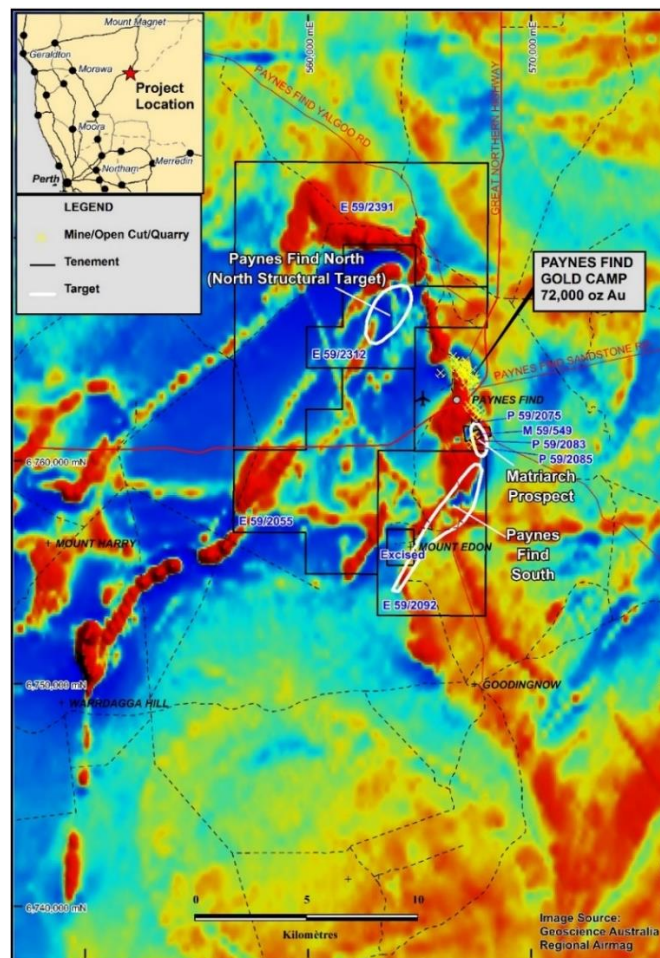 Mount Magnet
Geraldton
Morawa
Project
Location
Moora
Merredin
Northam
Perth
LEGEND
Mine/Open Cut/Quarry
Tenement
Target
560,000 mE
570,000 mE
PAYNES FIND YALGOO RD
GREAT NORTHERN HIGHWAY
E 59/2391
Paynes Find North
(North Structural Target)
PAYNES FIND
GOLD CAMP
72,000 oz Au
E 59/2312
PAYNES FIND SANDSTONE RD
PAYNES FIND
P 59/2075
M 59/549
P 59/2083
P 59/2085
6,760,000 mN
Matriarch
Prospect
E 59/2055
Paynes
Find
South
MOUNT HARRY
Excised
MOUNT EDON
E 59/2092
6,750,000 mN
GOODINGNOW
WARRDAGGA HILL
6,740,000 mN
0 5 10
Kilomètres
Image Source:
Geoscience Australia
Regional Airmag